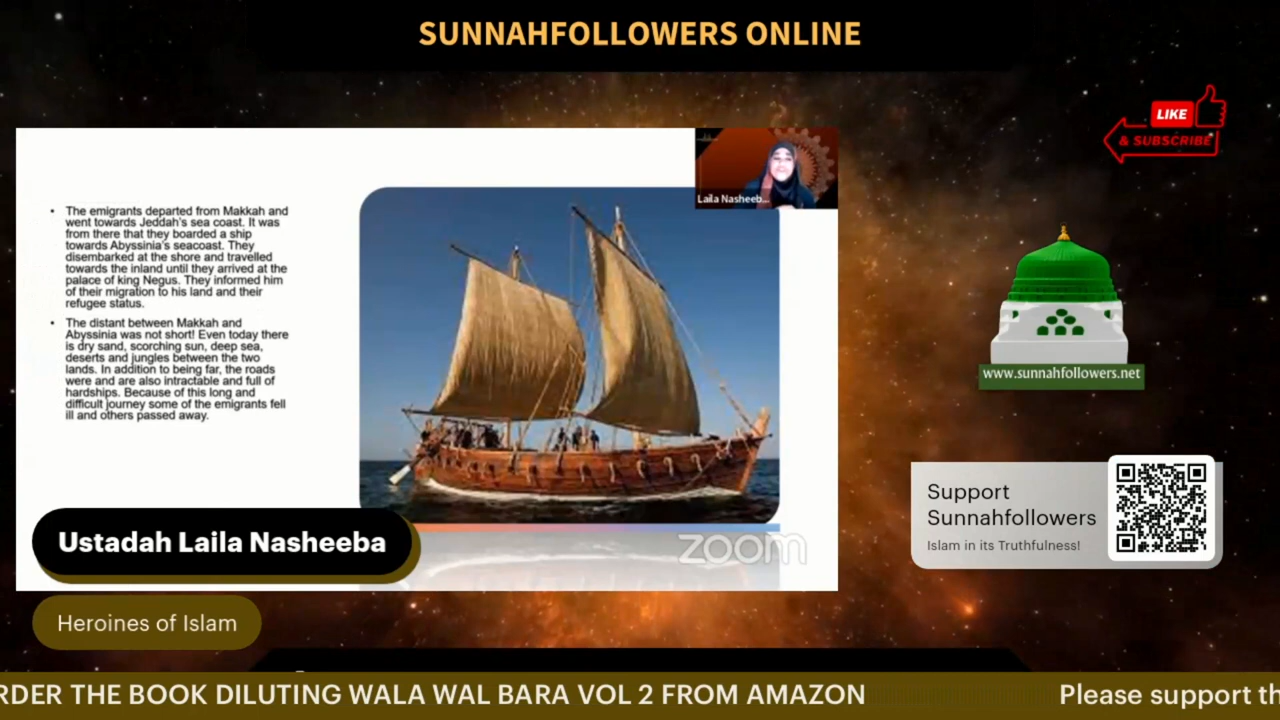 SUNNAHFOLLOWERS ONLINE
LIKE
& SUBSCRIBE
Laila Nasheeb...
• The emigrants departed from Makkah and
went towards Jeddah's sea coast. It was
from there that they boarded a ship
towards Abyssinia's seacoast. They
disembarked at the shore and travelled
towards the inland until they arrived at the
palace of king Negus. They informed him
of their migration to his land and their
refugee status.
• The distant between Makkah and
Abyssinia was not short! Even today there
is dry sand, scorching sun, deep sea,
deserts and jungles between the two
lands. In addition to being far, the roads
were and are also intractable and full of
hardships. Because of this long and
difficult journey some of the emigrants fell
ill and others passed away.
www.sunnahfollowers.net
Support
Sunnahfollowers
Islam in its Truthfulness!
zoom
Ustadah Laila Nasheeba
Heroines of Islam
RDER THE BOOK DILUTING WALA WAL BARA VOL 2 FROM AMAZON Please support th